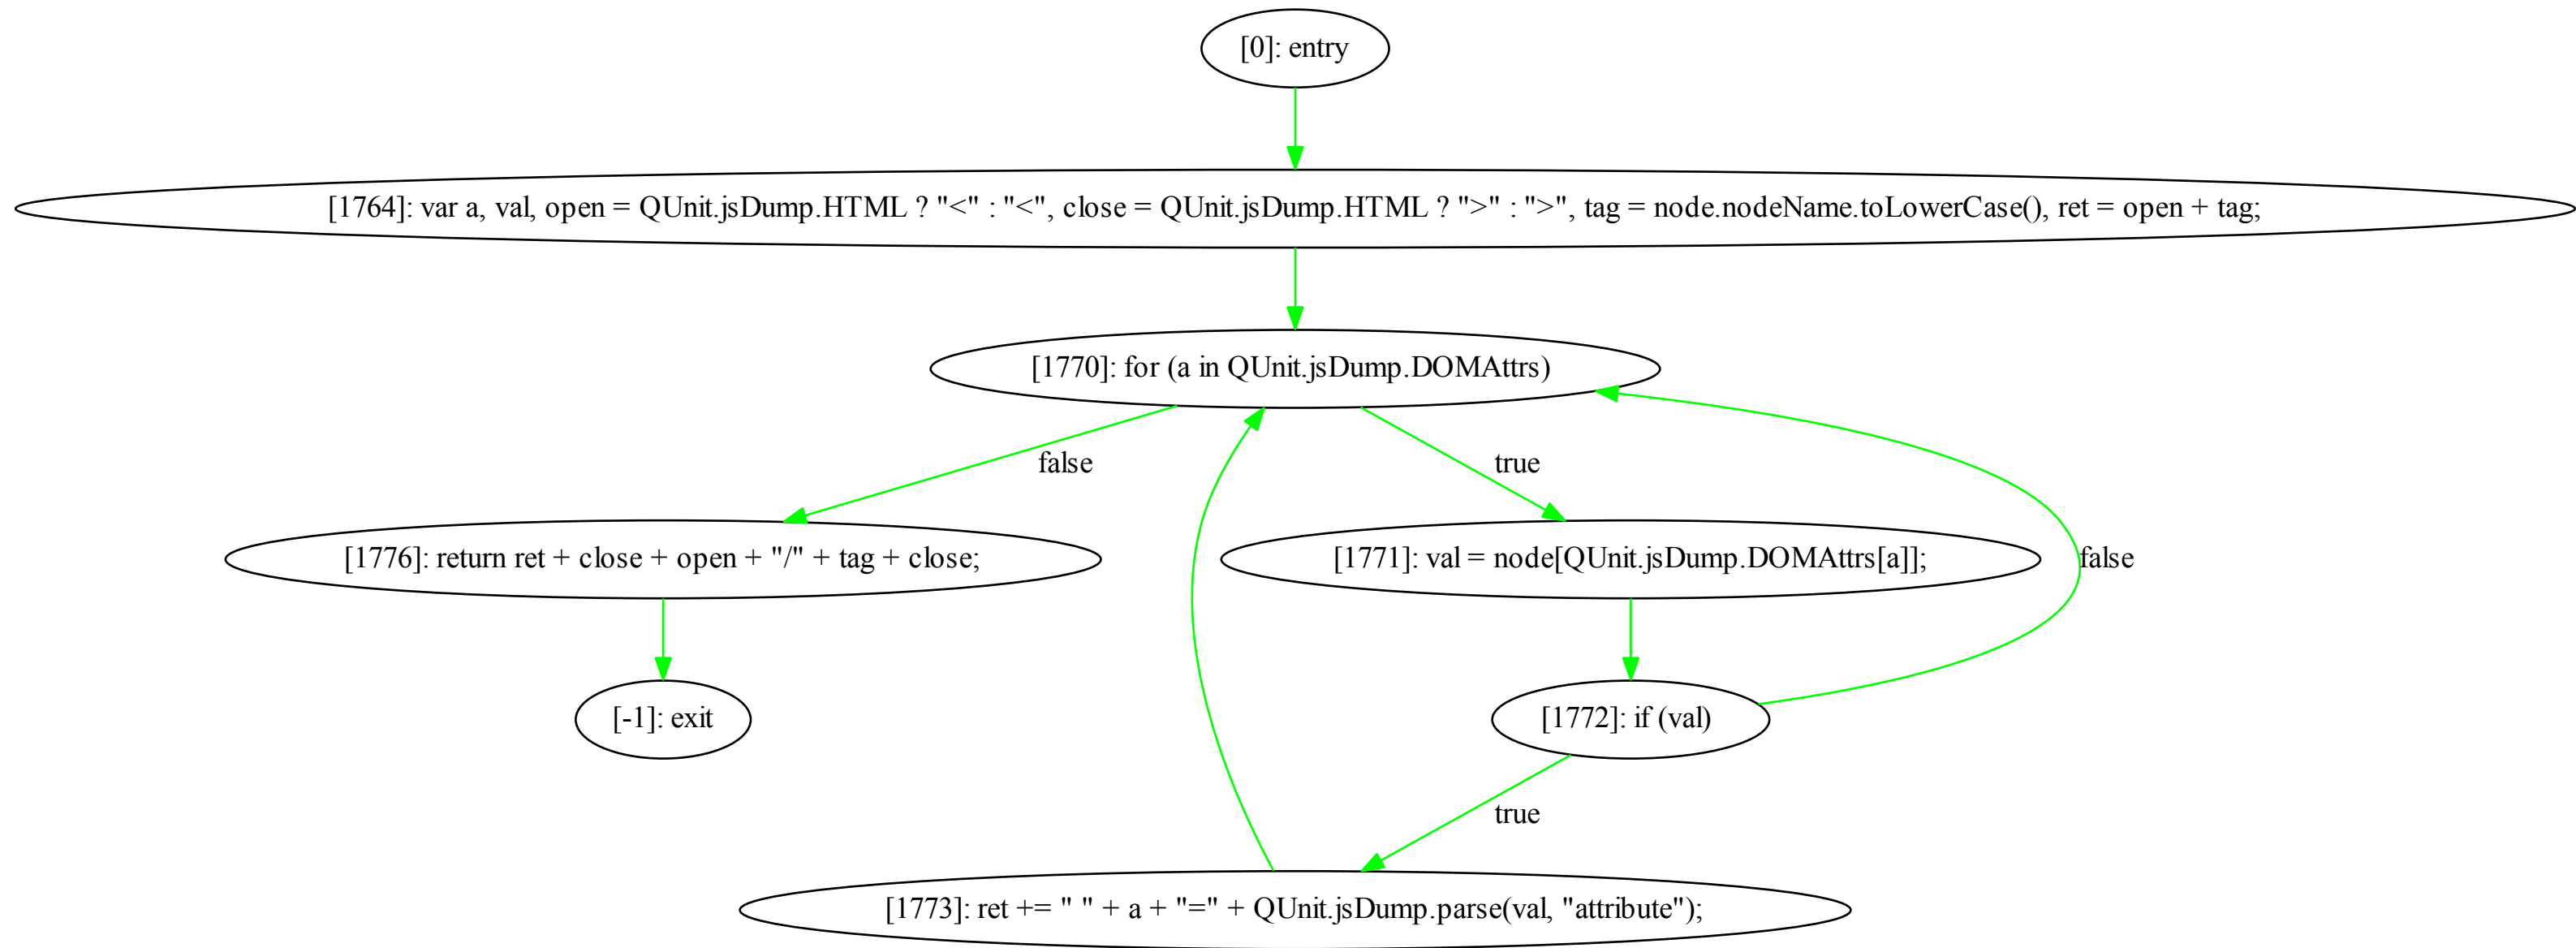 [0]: entry
[1764]: var a, val, open = QUnit.jsDump.HTML ? "<" : "<", close = QUnit.jsDump.HTML ? ">" : ">", tag = node.nodeName.toLowerCase(), ret = open + tag;
[1770]: for (a in QUnit.jsDump.DOMAttrs)
false
true
[1776]: return ret + close + open + "/" + tag + close;
[1771]: val = node[QUnit.jsDump.DOMAttrs[a]];
false
[-1]: exit
[1772]: if (val)
true
[1773]: ret += " " + a + "=" + QUnit.jsDump.parse(val, "attribute");